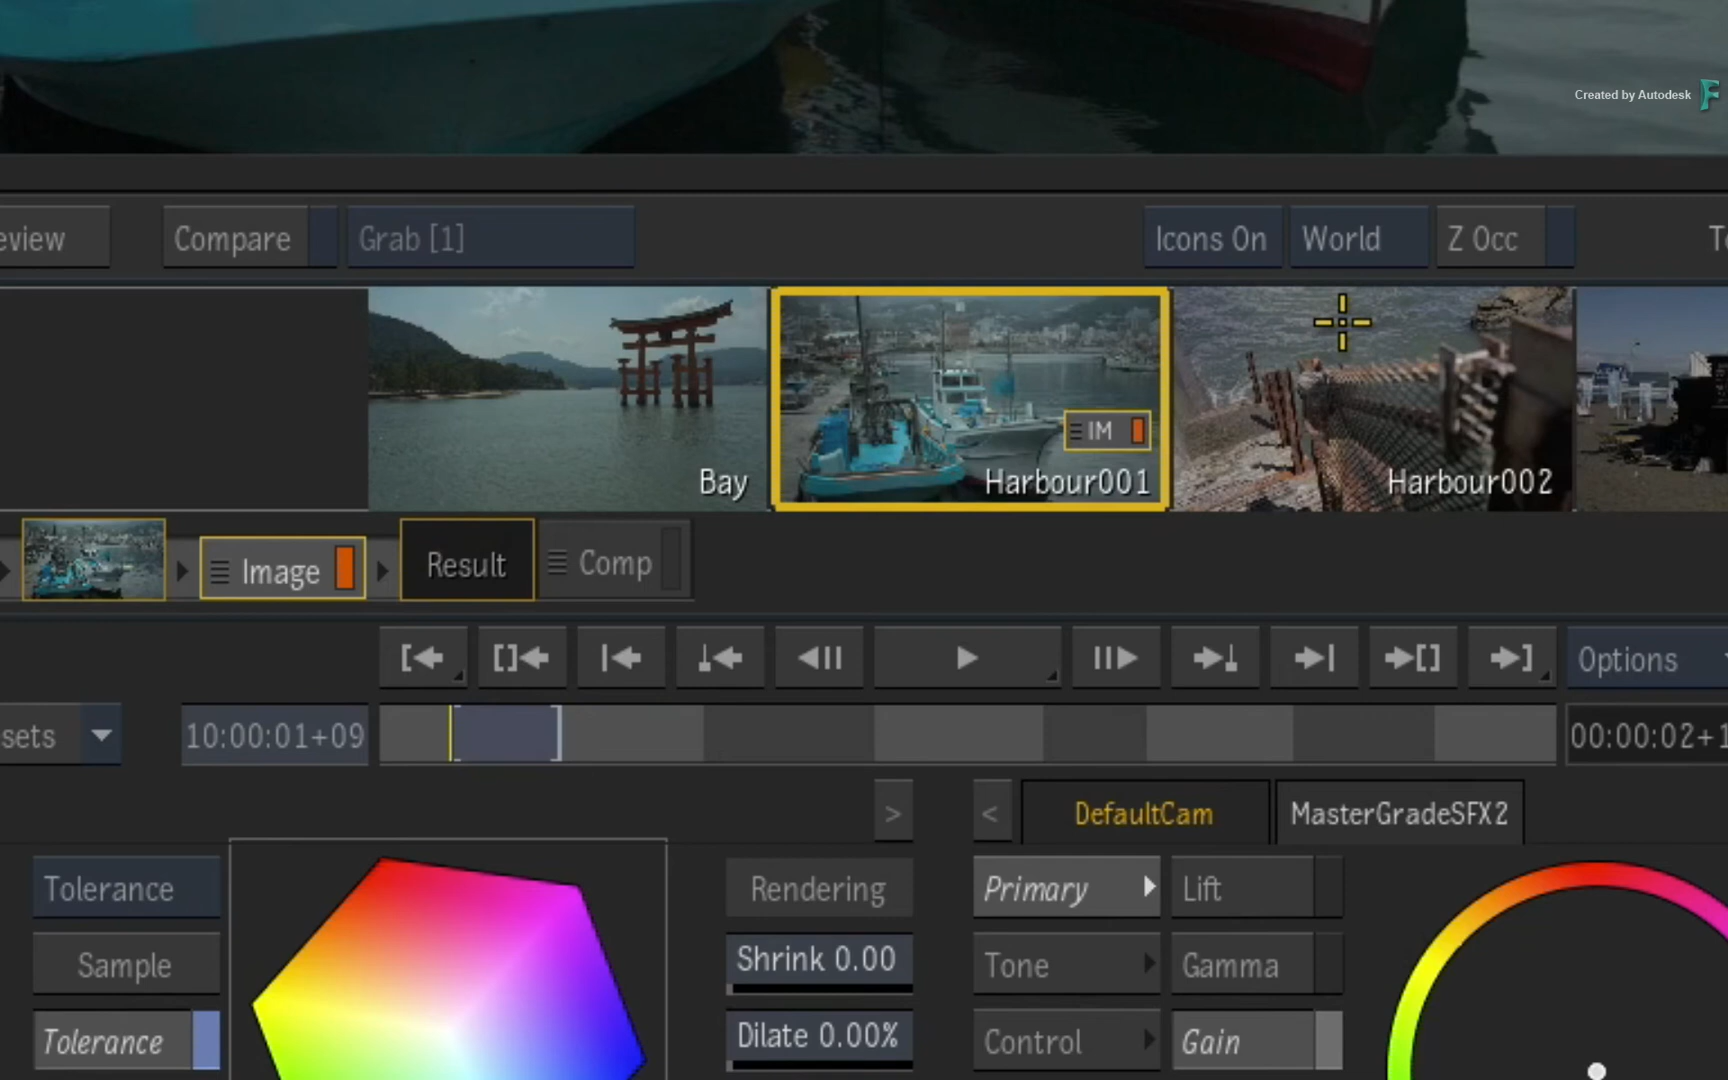 Created by Autodesk
eview
Compare
Grab [1]
Icons On
World
Z Occ
Bay
IM
Harbour001
Harbour002
Image
Result
Comp
Options
sets
10:00:01+09
00:00:02+1
>
<
DefaultCam
MasterGradeSFX2
Tolerance
Rendering
Primary
Lift
Sample
Shrink 0.00
Tone
Gamma
Tolerance
Dilate 0.00%
Control
Gain